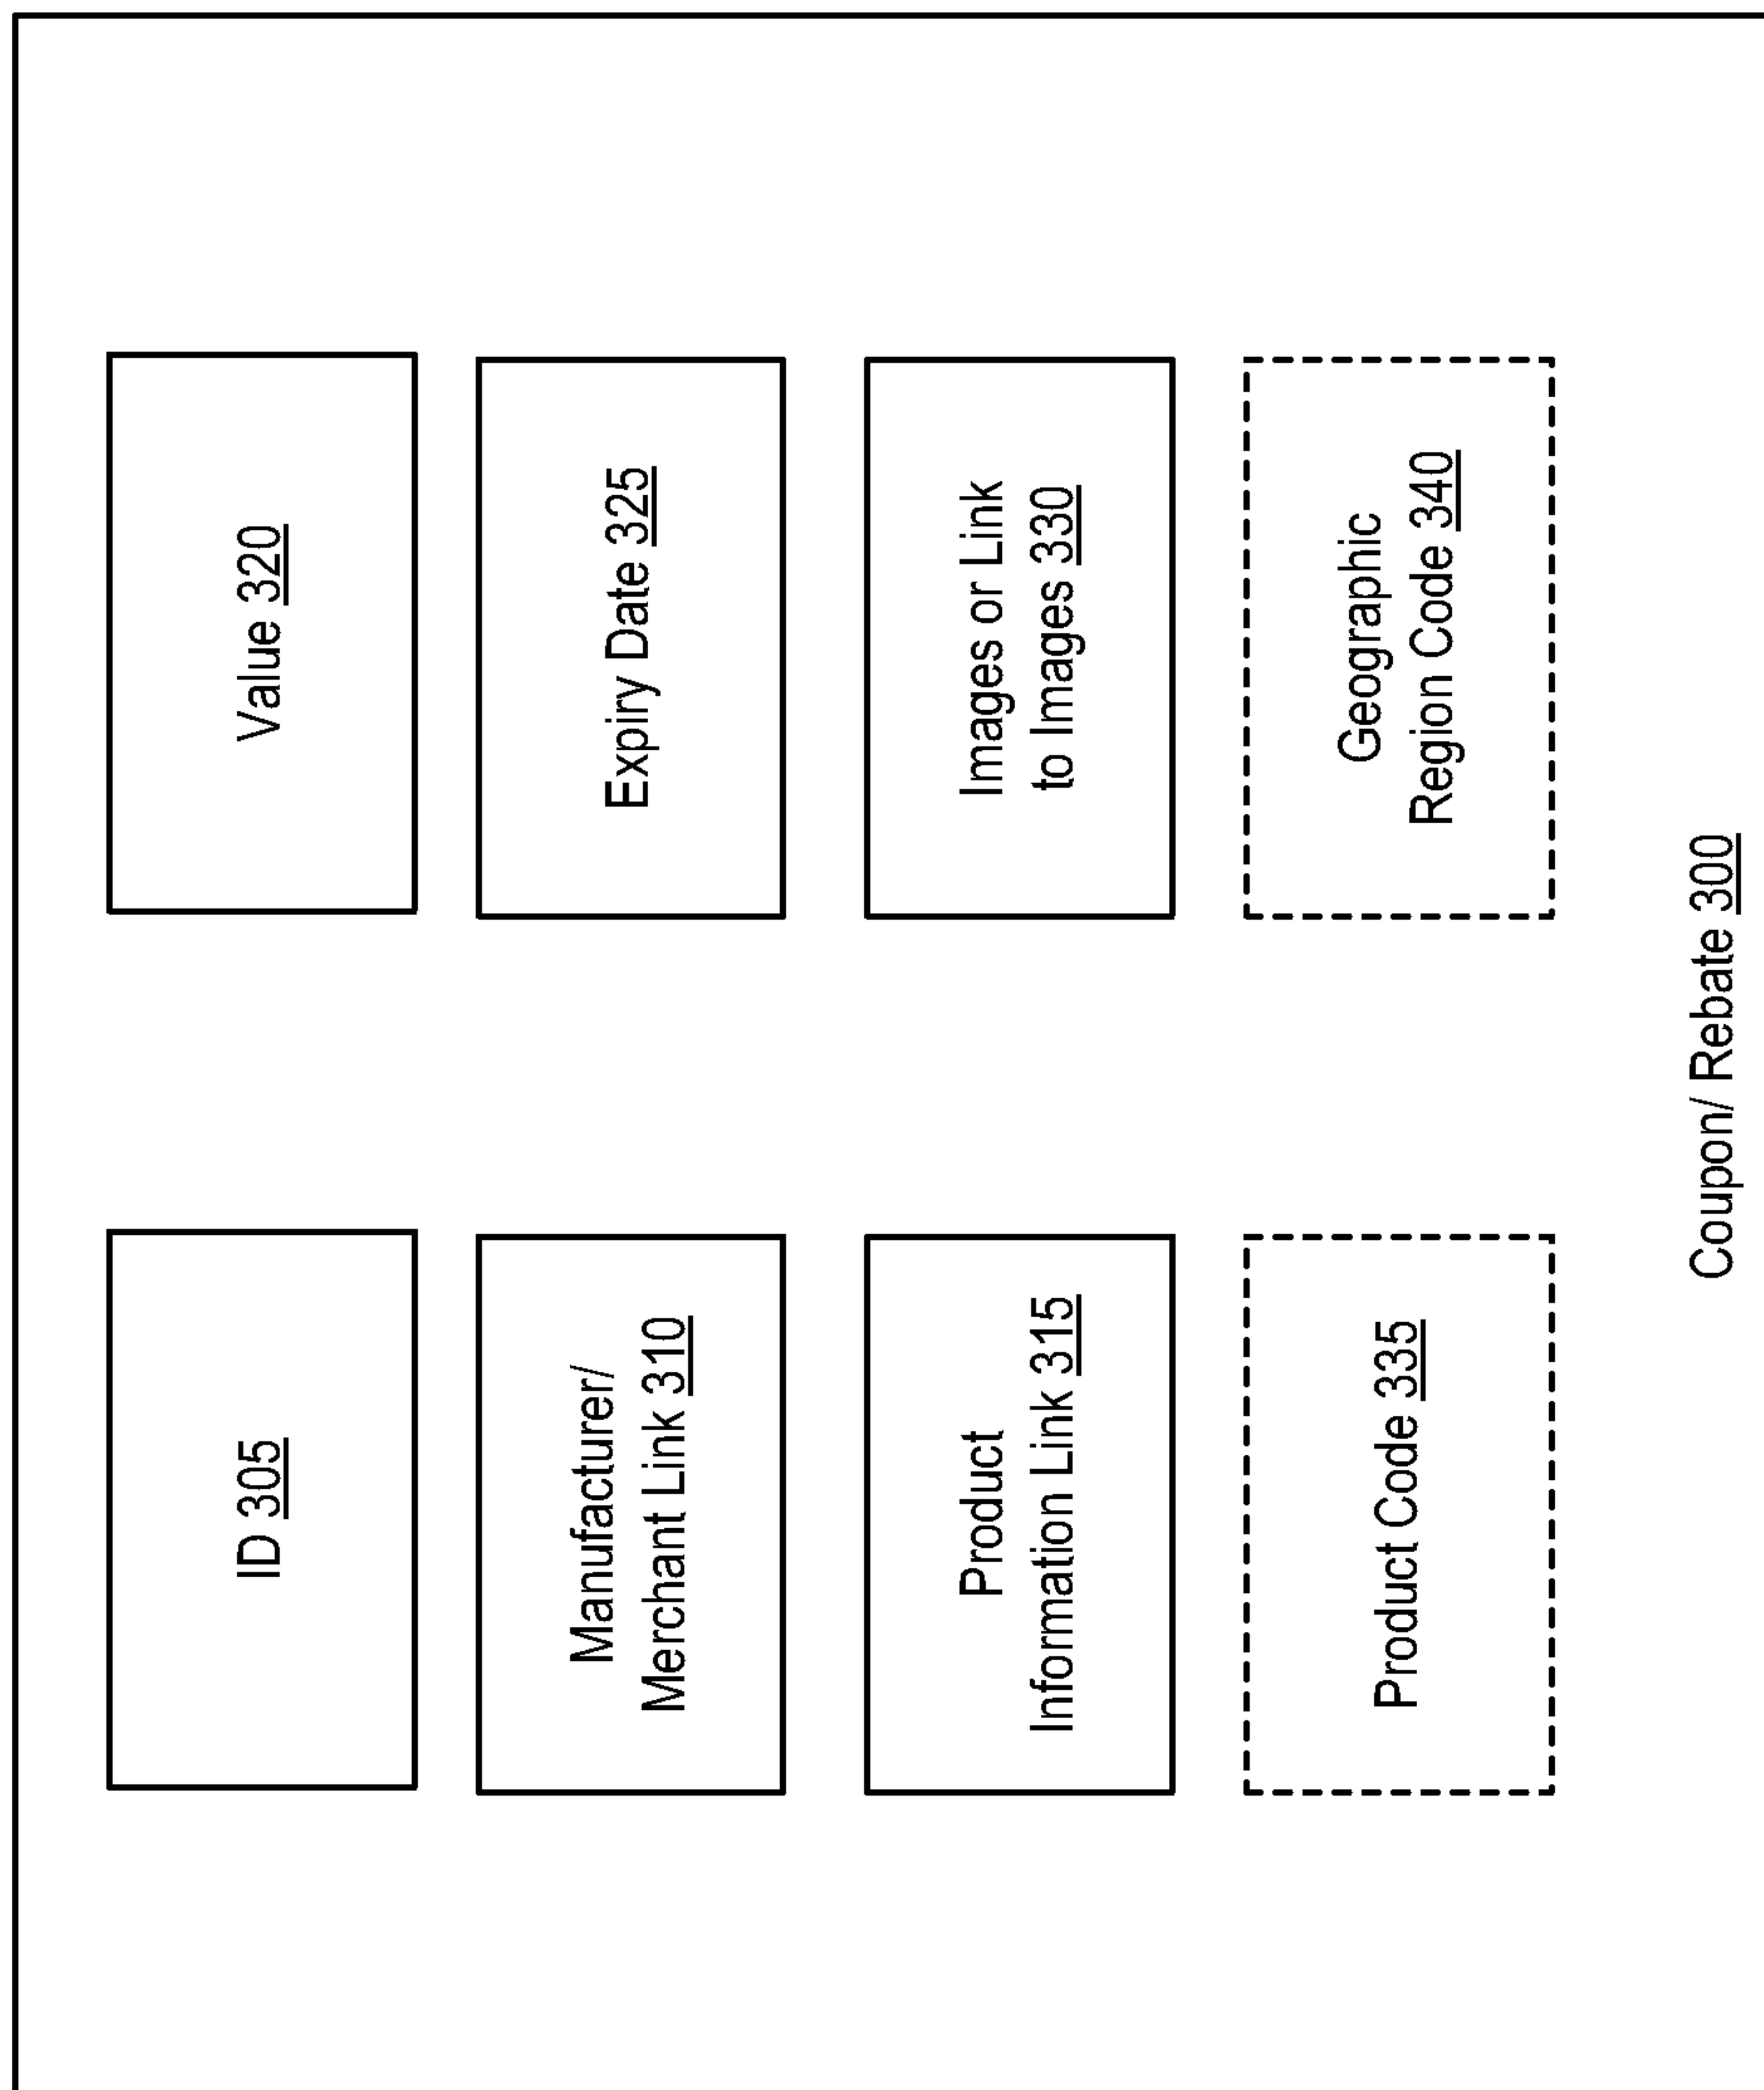 ID 305
Value 320
Manufacturer/
Merchant Link 310
Expiry Date 325
Product
Information Link 315
Images or Link
to Images 330
Product Code 335
Geographic
Region Code 340
Coupon/ Rebate 300